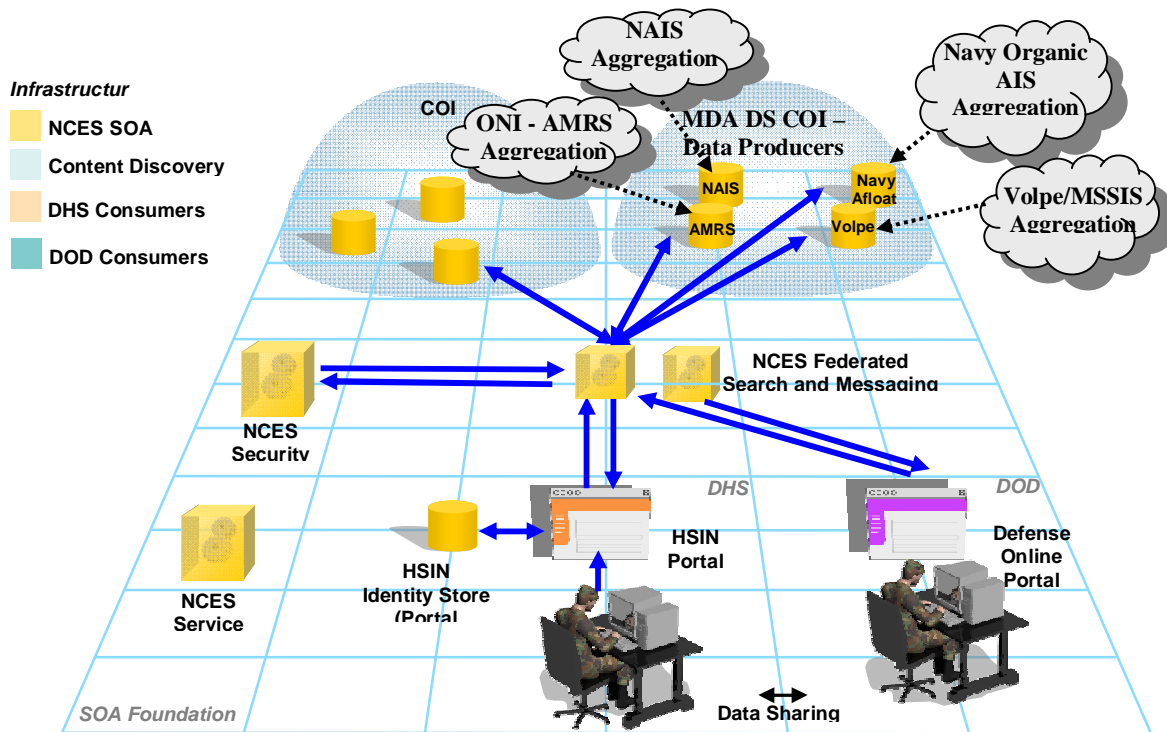 NAIS
Aggregation
Navy Organic
AIS
Aggregation
Infrastructur
NCES SOA
Content Discovery
DHS Consumers
DOD Consumers
COI
ONI - AMRS
Aggregation
MDA DS COI –
Data Producers
NAIS
AMRS
Navy
Afloat
Volpe
Volpe/MSSIS
Aggregation
NCES Federated
Search and Messaging
NCES
Security
DHS
DOD
HSIN
Portal
Defense
Online
Portal
HSIN
Identity Store
(Portal
NCES
Service
SOA Foundation
Data Sharing